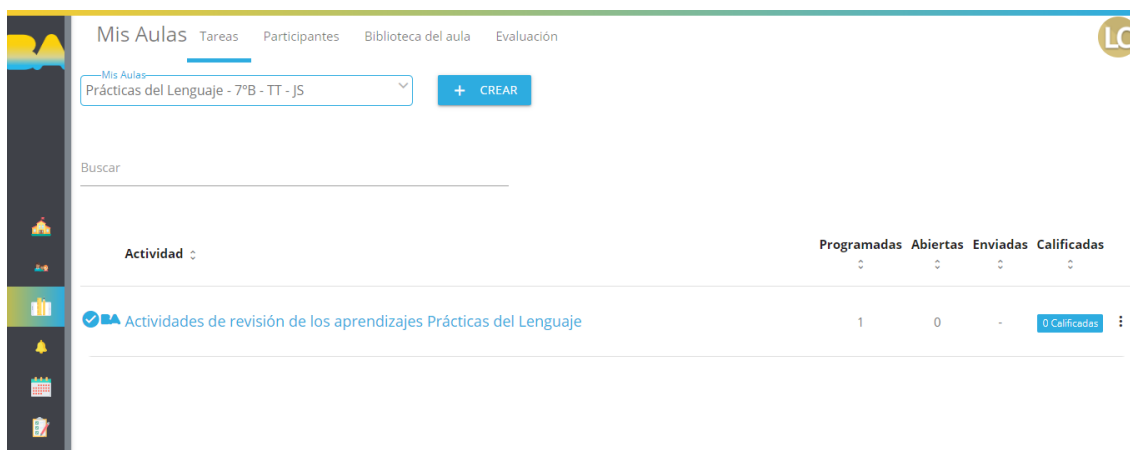 BA
Mis Aulas Tareas Participantes Biblioteca del aula Evaluación
LC
Mis Aulas
Prácticas del Lenguaje - 7ºB - TT - JS
+ CREAR
Buscar
Actividad Programadas Abiertas Enviadas Calificadas
BA Actividades de revisión de los aprendizajes Prácticas del Lenguaje 1 0 - 0 Calificadas